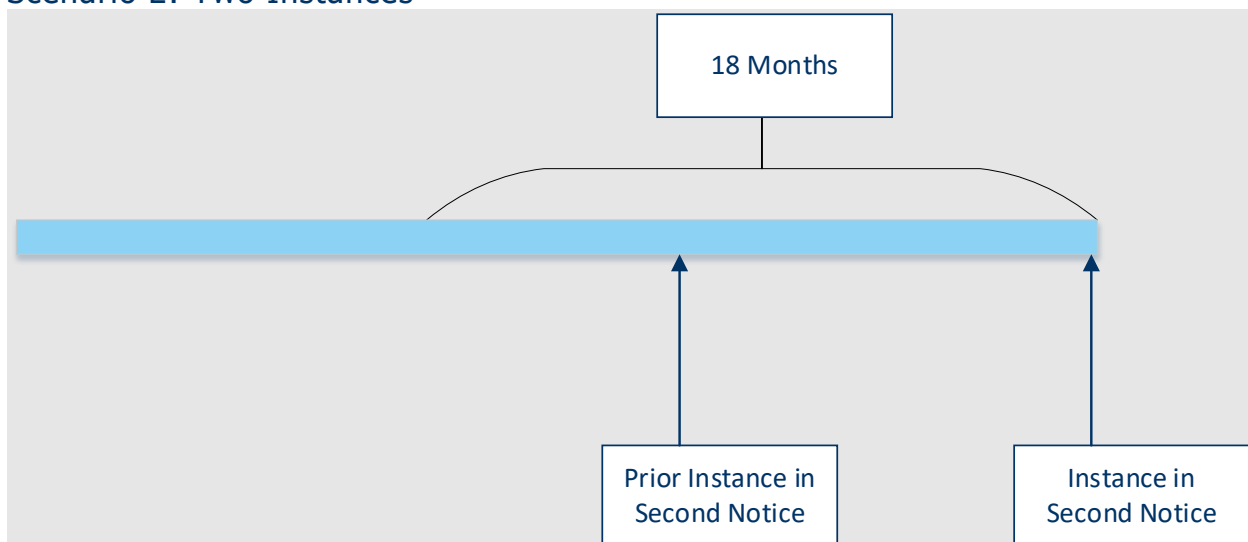 Scenario 2: Two Instances
18 Months
Prior Instance in
Second Notice
Instance in
Second Notice